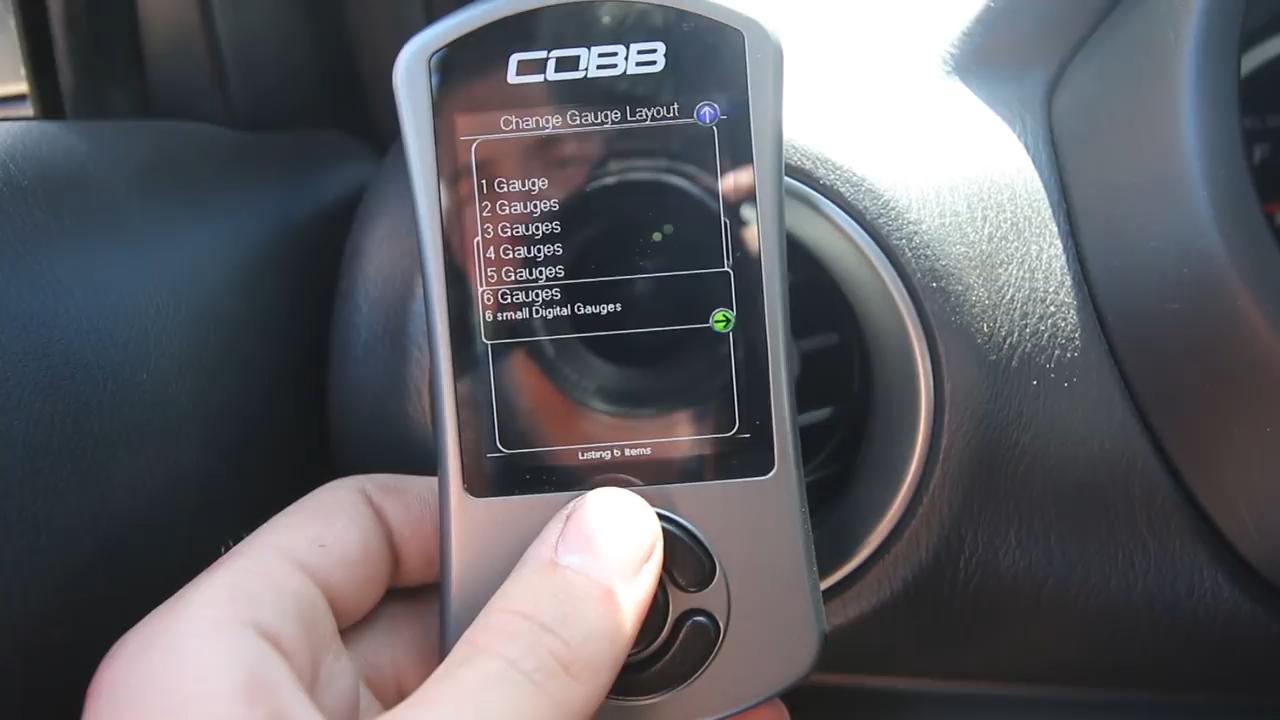 COBB
Change Gauge Layout
1 Gauge
2 Gauges
3 Gauges
4 Gauges
5 Gauges
6 Gauges
6 small Digital Gauges
Listing 6 Items
F